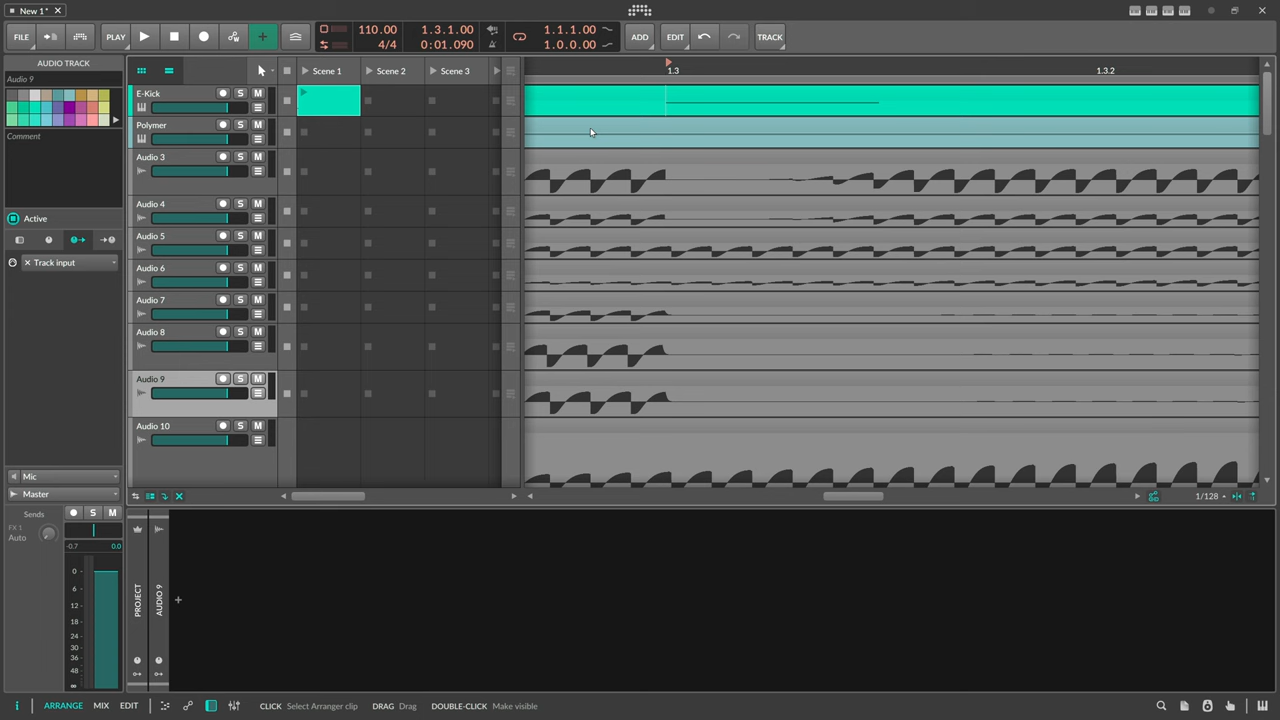 New 1*
FILE
PLAY
110.00
4/4
1.3.1.00
0:01.090
1.1.1.00
1.0.0.00
ADD
EDIT
TRACK
AUDIO TRACK
Audio 9
Comment
Active
Track input
Mic
Master
Sends
FX 1
Auto
-0.7 0.0
0
6
12
18
24
30
36
48
Scene 1
Scene 2
Scene 3
1.3
1.3.2
E-Kick S M
Polymer S M
Audio 3 S M
Audio 4 S M
Audio 5 S M
Audio 6 S M
Audio 7 S M
Audio 8 S M
Audio 9 S M
Audio 10 S M
1/128
S M
PROJECT
AUDIO 9
i ARRANGE MIX EDIT
CLICK Select Arranger clip DRAG Drag DOUBLE-CLICK Make visible